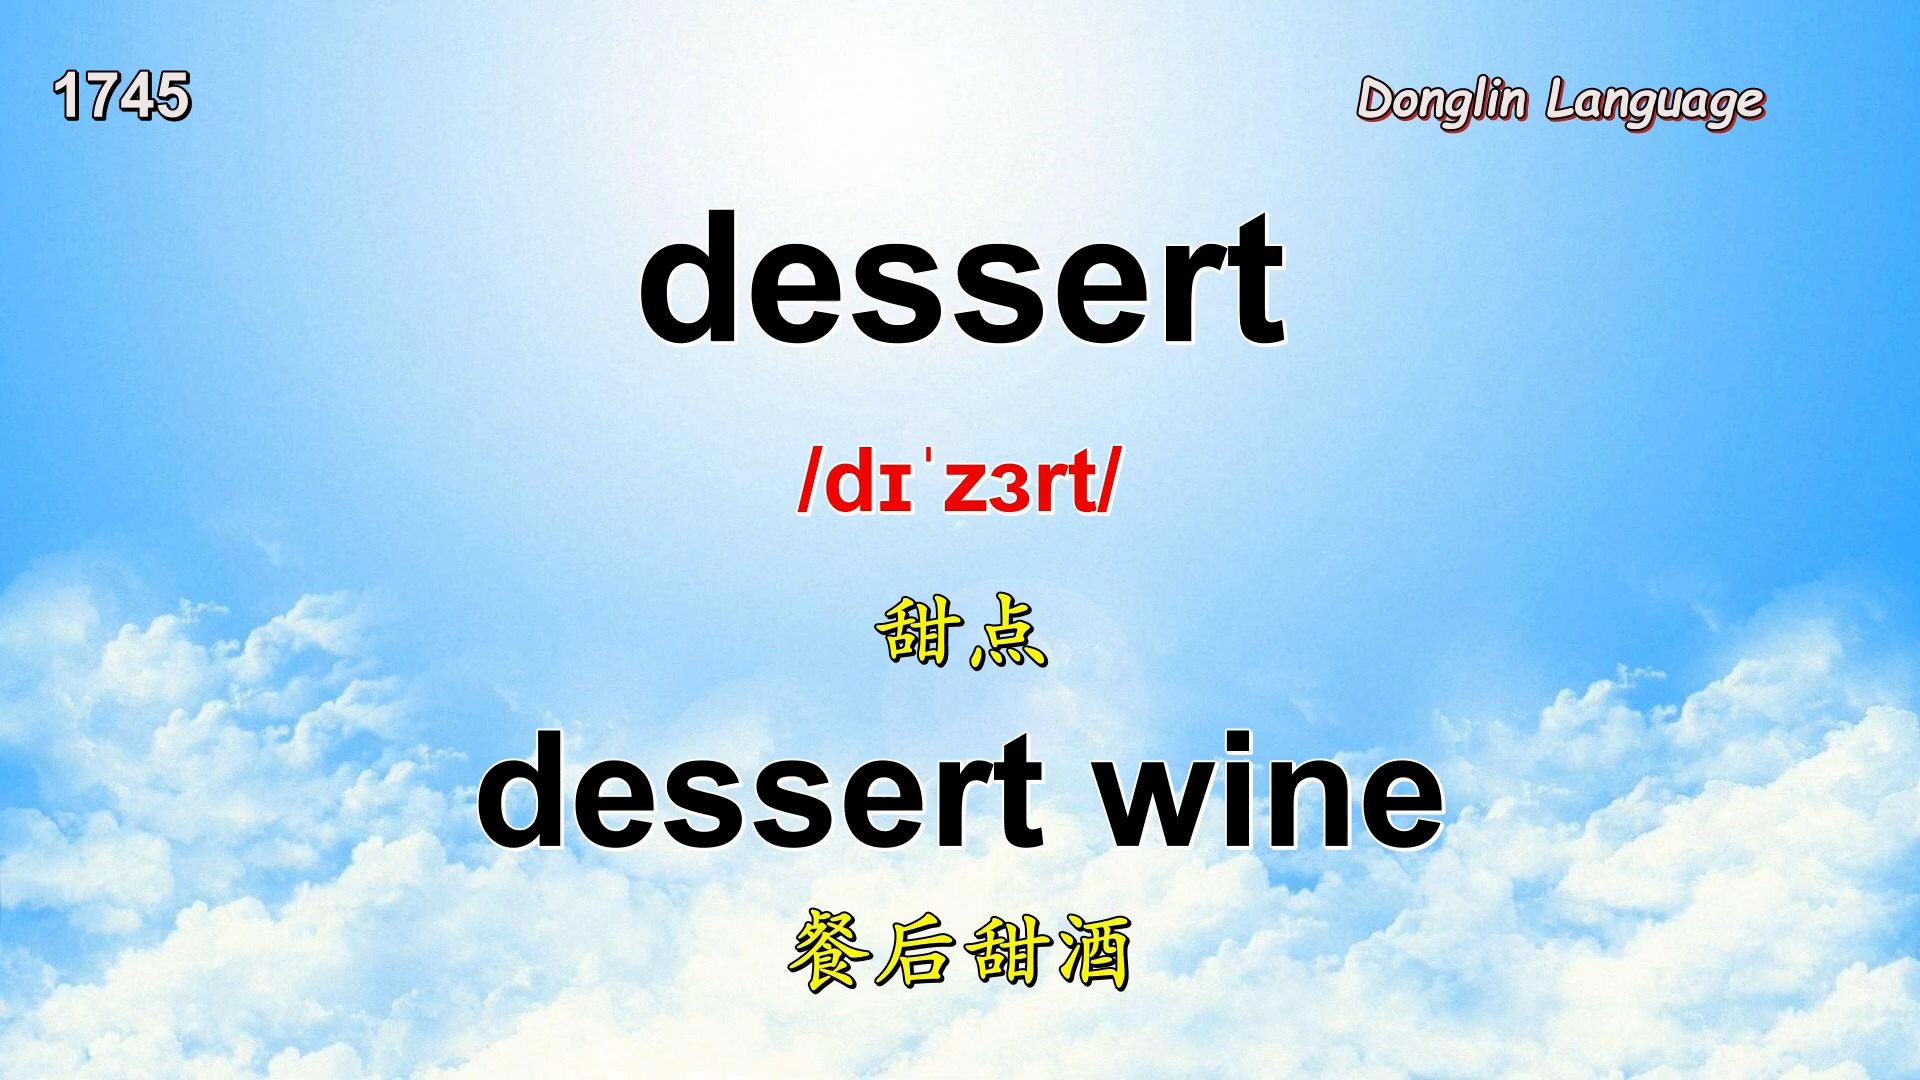 1745
Donglin Language
dessert
/dɪˈzɜrt/
甜点
dessert wine
餐后甜酒